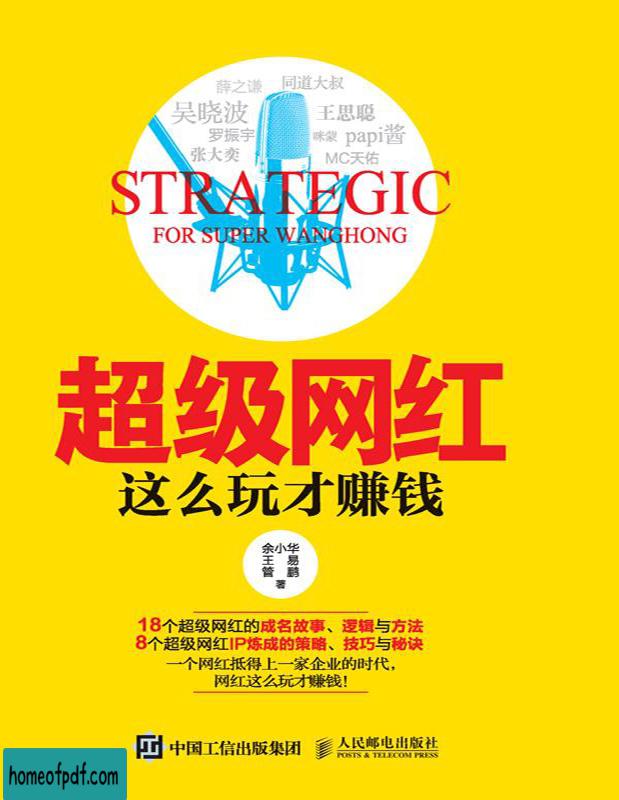 薛之谦 同道大叔
吴晓波 王思聪
罗振宇 咪蒙 papi酱
张大奕 MC天佑
STRATEGIC
FOR SUPER WANGHONG
超级网红
这么玩才赚钱
余小华
王易
管鹏
著
18个超级网红的成名故事、逻辑与方法
8个超级网红IP炼成的策略、技巧与秘诀
一个网红抵得上一家企业的时代,
网红这么玩才赚钱!
中国工信出版集团 人民邮电出版社
POSTS & TELECOM PRESS
homeofpdf.com